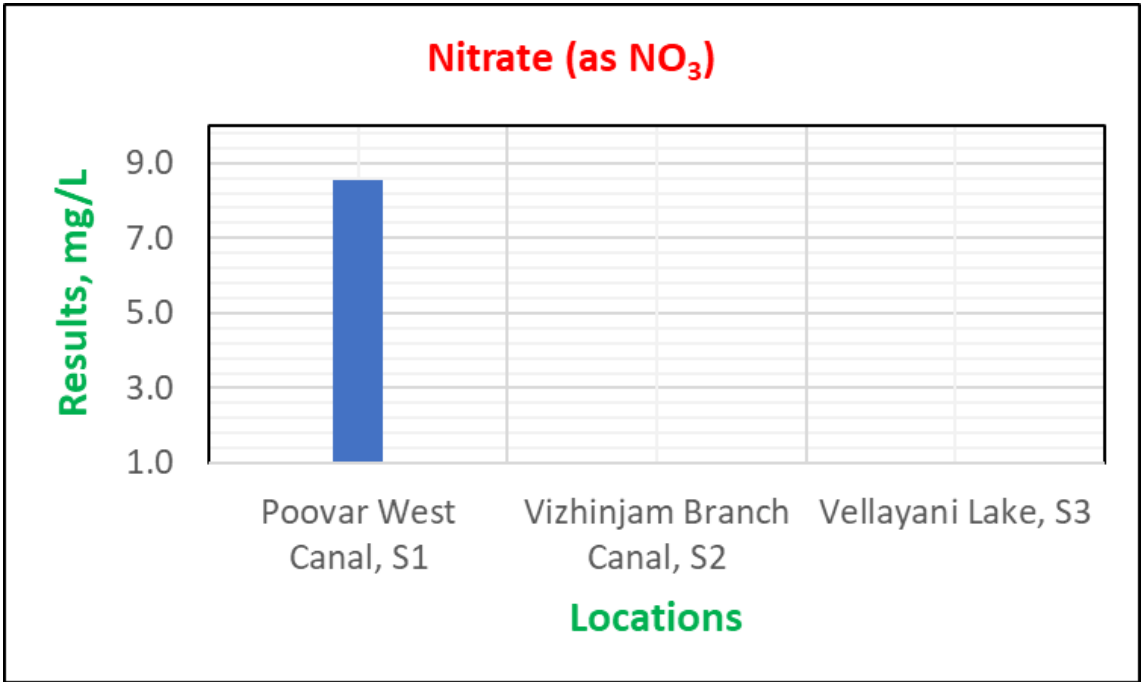 Nitrate (as NO₃)
Results, mg/L
9.0
7.0
5.0
3.0
1.0
Poovar West
Canal, S1
Vizhinjam Branch
Canal, S2
Vellayani Lake, S3
Locations